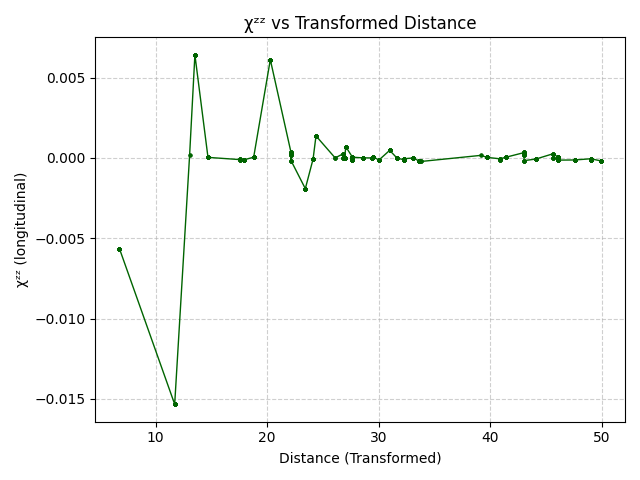 χᶻᶻ vs Transformed Distance
χᶻᶻ (longitudinal)
0.005
0.000
−0.005
−0.010
−0.015
10 20 30 40 50
Distance (Transformed)